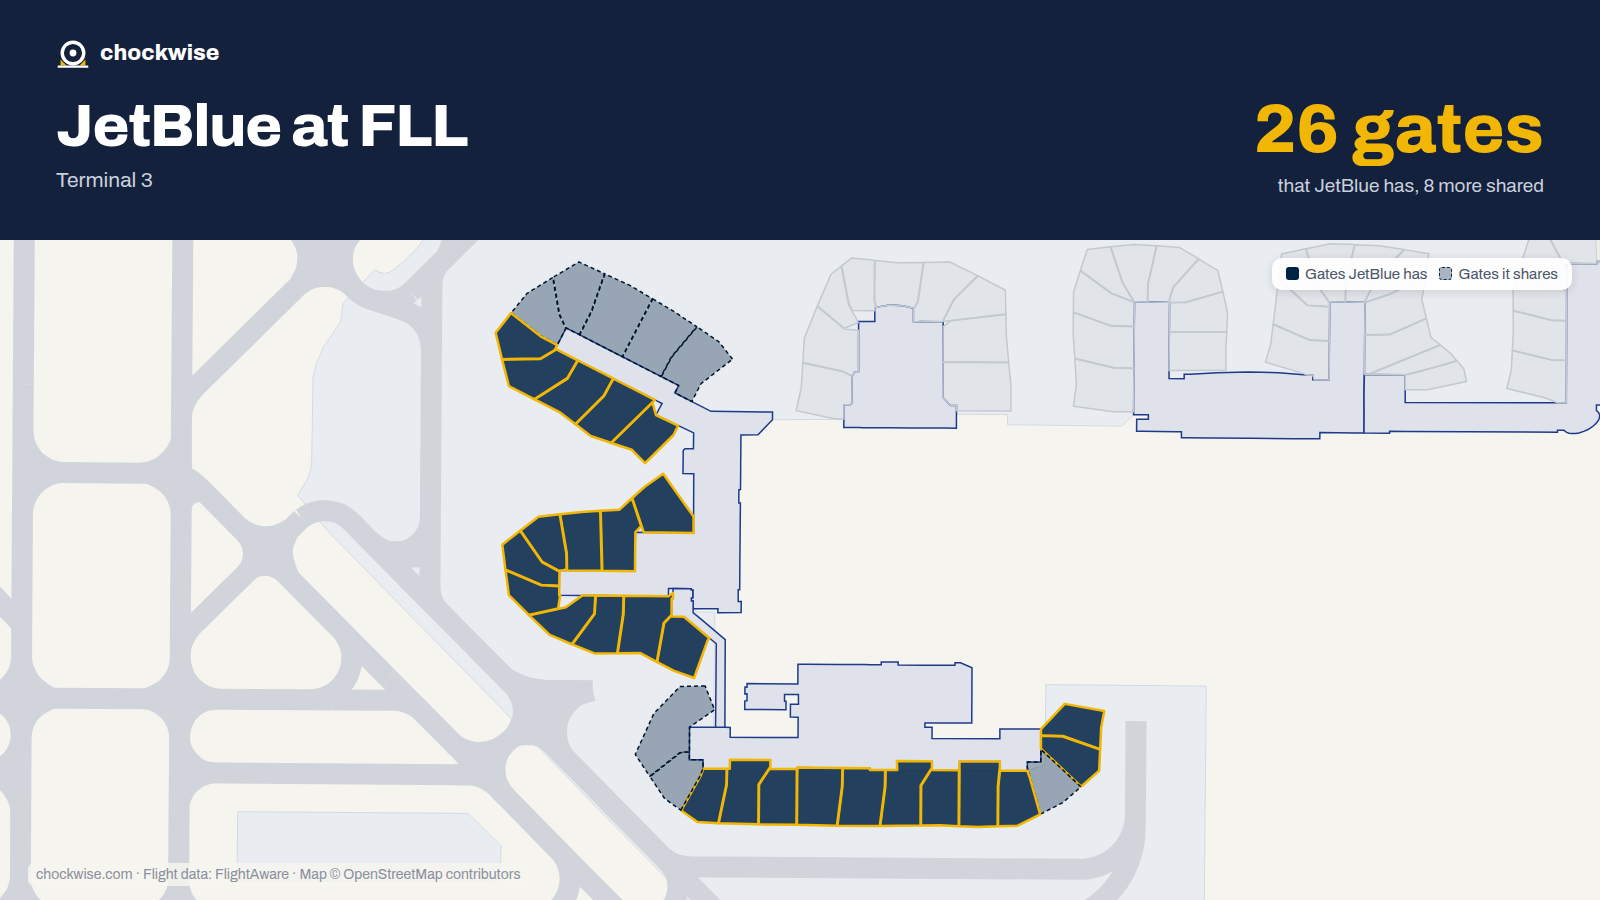 chockwise
JetBlue at FLL
Terminal 3
26 gates
that JetBlue has, 8 more shared
Gates JetBlue has
Gates it shares
chockwise.com · Flight data: FlightAware · Map © OpenStreetMap contributors